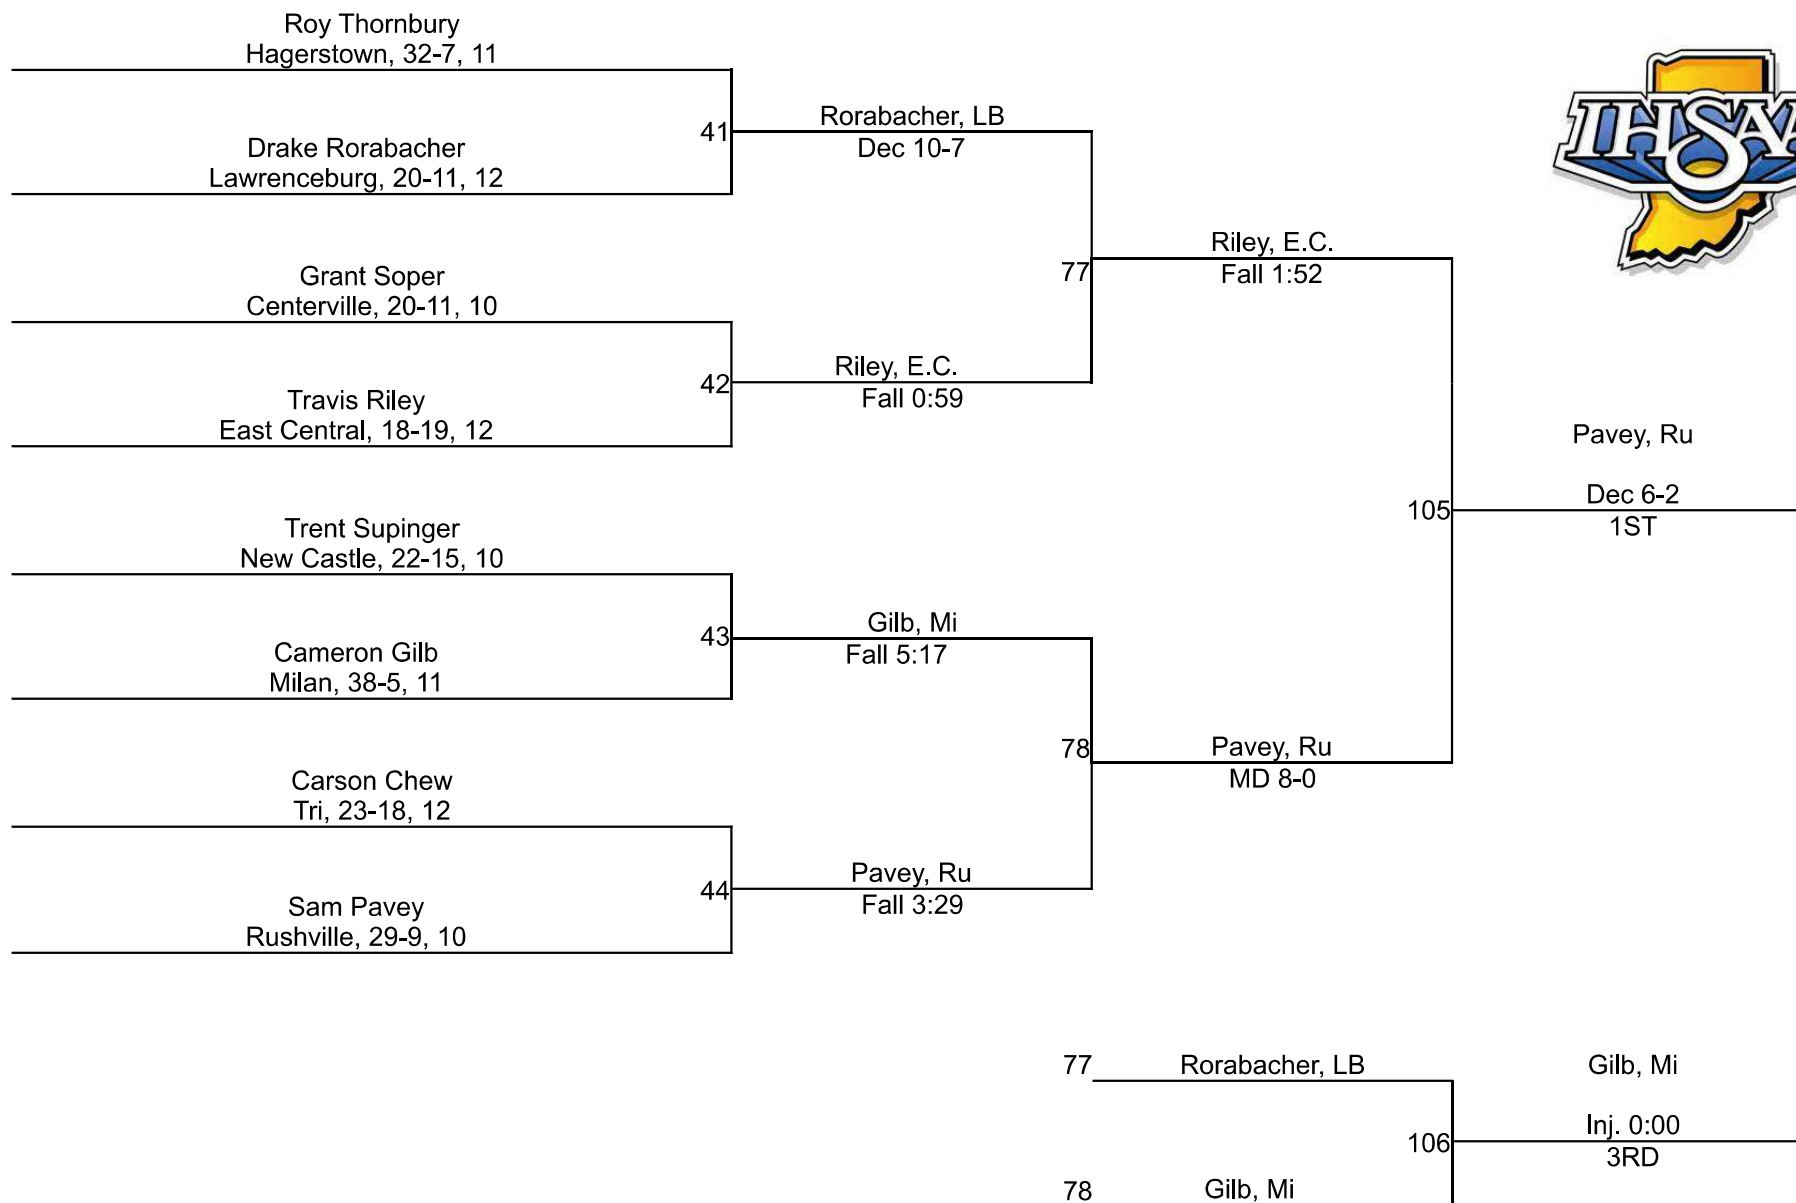 Roy Thornbury
Hagerstown, 32-7, 11
41
Rorabacher, LB
Dec 10-7
Drake Rorabacher
Lawrenceburg, 20-11, 12
IHSAA
77
Riley, E.C.
Fall 1:52
Grant Soper
Centerville, 20-11, 10
42
Riley, E.C.
Fall 0:59
Travis Riley
East Central, 18-19, 12
105
Pavey, Ru
Dec 6-2
1ST
Trent Supinger
New Castle, 22-15, 10
43
Gilb, Mi
Fall 5:17
Cameron Gilb
Milan, 38-5, 11
78
Pavey, Ru
MD 8-0
Carson Chew
Tri, 23-18, 12
44
Pavey, Ru
Fall 3:29
Sam Pavey
Rushville, 29-9, 10
77
Rorabacher, LB
106
Gilb, Mi
Inj. 0:00
3RD
78
Gilb, Mi